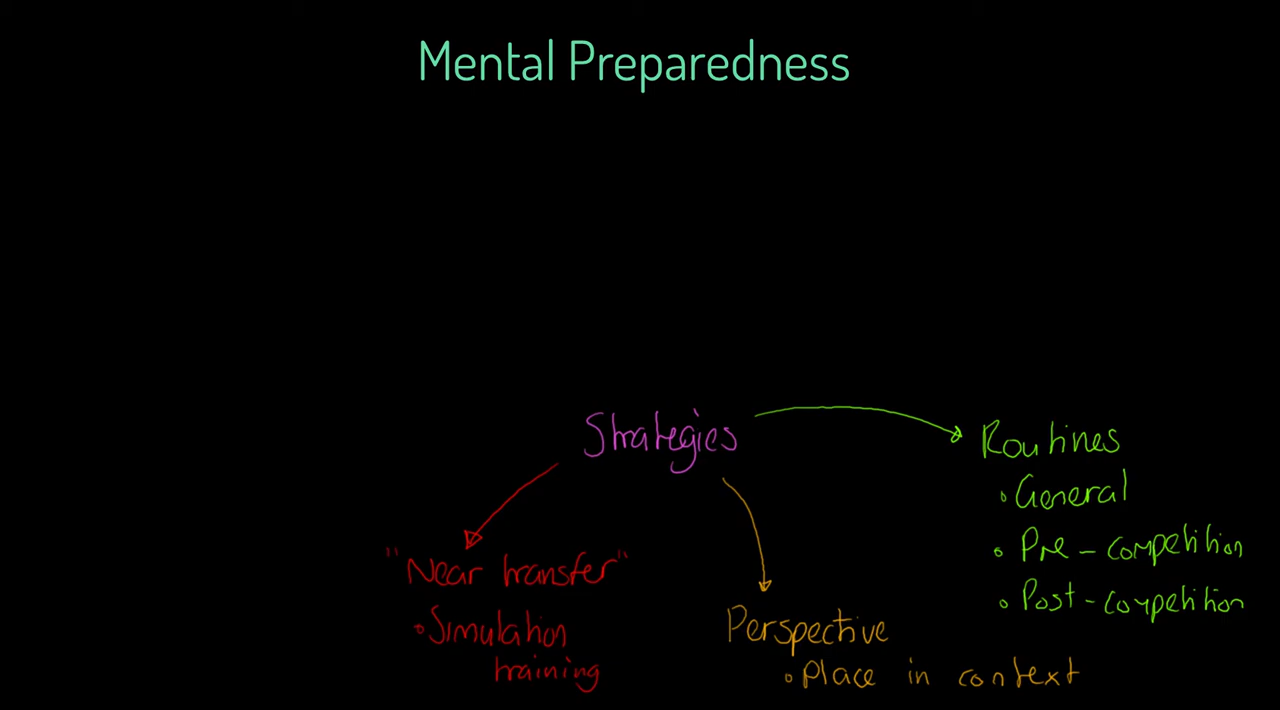 Mental Preparedness
Strategies
Routines
• General
• Pre - competition
• Post - competition
"Near transfer"
• Simulation
training
Perspective
• Place in context